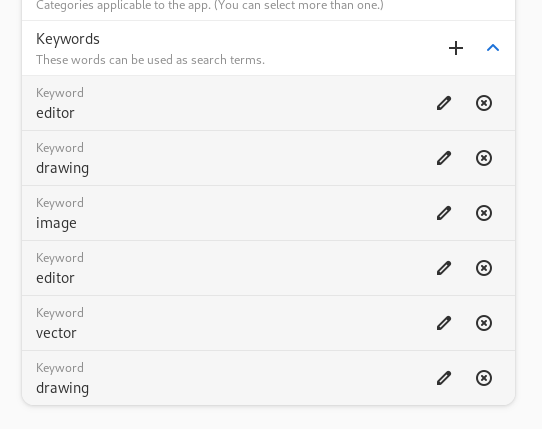 Categories applicable to the app. (You can select more than one.)
Keywords
These words can be used as search terms.
Keyword
editor
Keyword
drawing
Keyword
image
Keyword
editor
Keyword
vector
Keyword
drawing